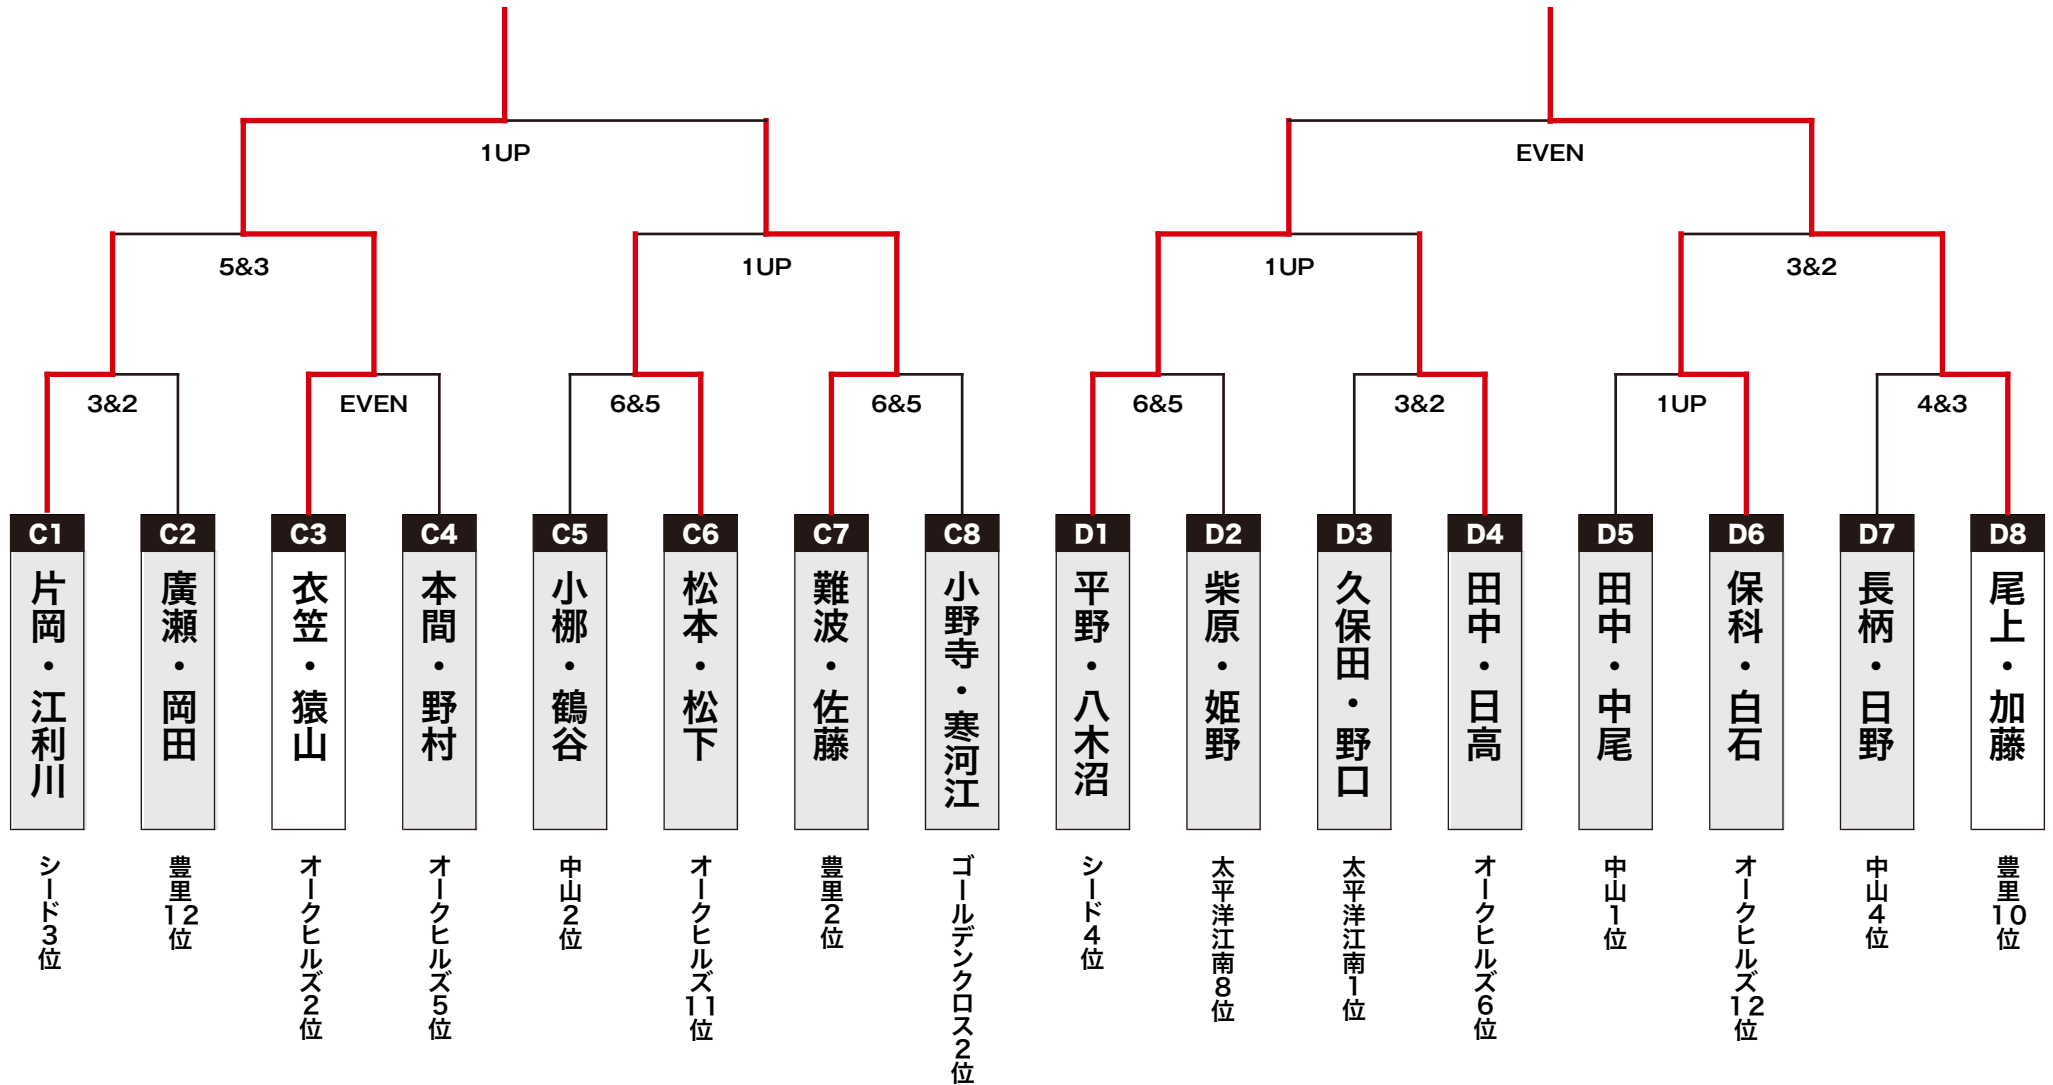 1UP
EVEN
5&3
1UP
1UP
3&2
3&2
EVEN
6&5
6&5
6&5
3&2
1UP
4&3
C1
C2
C3
C4
C5
C6
C7
C8
D1
D2
D3
D4
D5
D6
D7
D8
片岡・江利川
廣瀬・岡田
衣笠・猿山
本間・野村
小梛・鶴谷
松本・松下
難波・佐藤
小野寺・寒河江
平野・八木沼
柴原・姫野
久保田・野口
田中・日高
田中・中尾
保科・白石
長柄・日野
尾上・加藤
シード3位
豊里12位
オークヒルズ2位
オークヒルズ5位
中山2位
オークヒルズ11位
豊里2位
ゴールデンクロス2位
シード4位
太平洋江南8位
太平洋江南1位
オークヒルズ6位
中山1位
オークヒルズ12位
中山4位
豊里10位